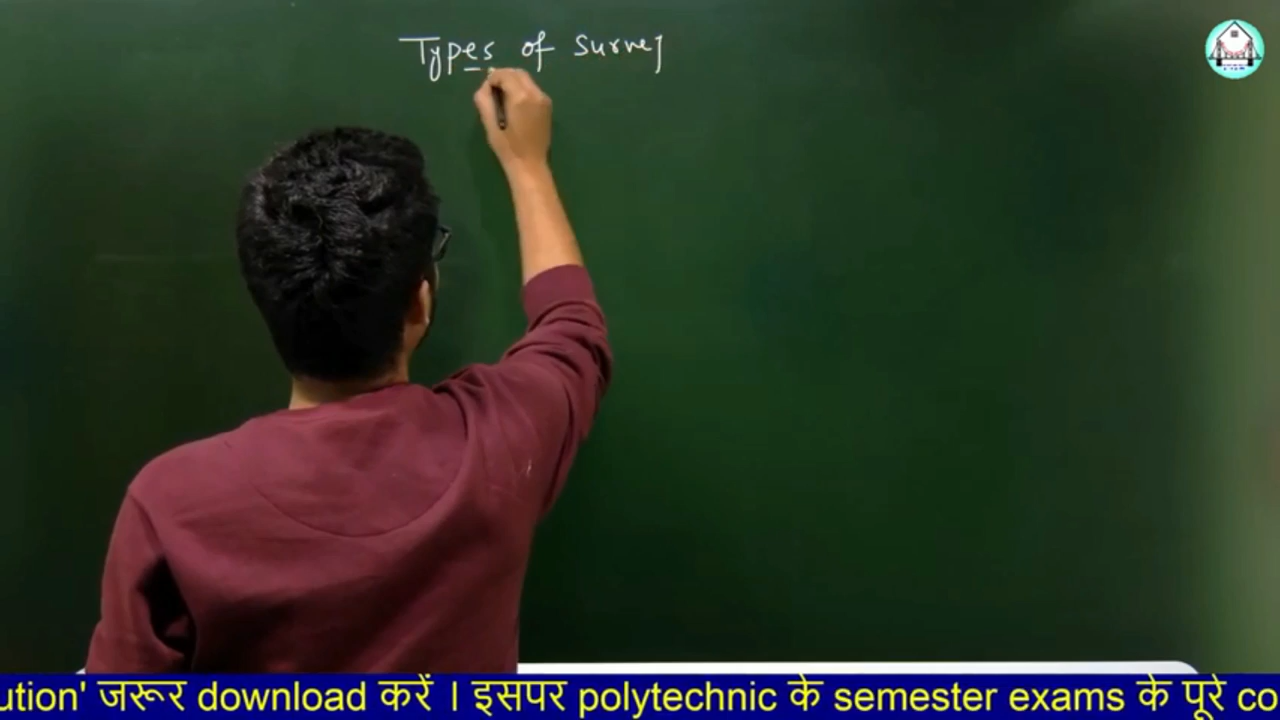 Types of Survey
ution' जरूर download करें । इसपर polytechnic के semester exams के पूरे co